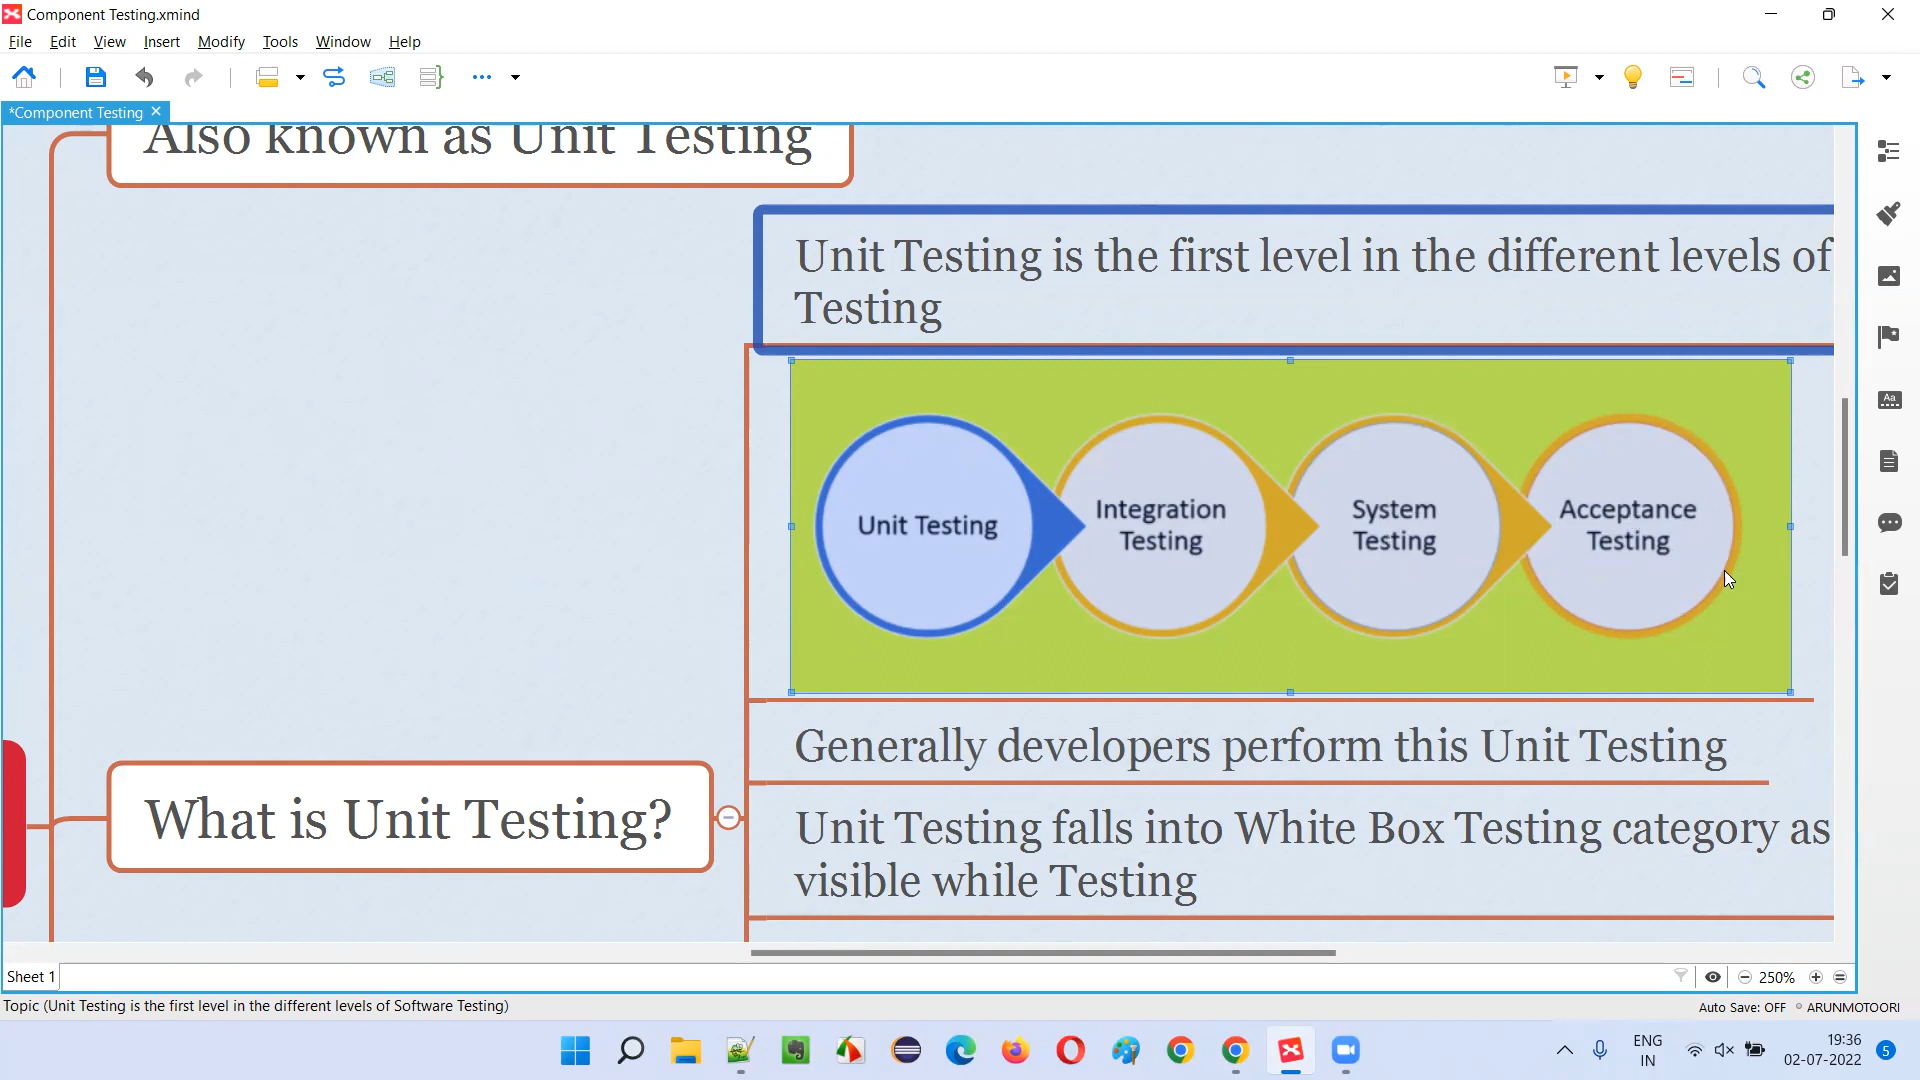 Component Testing.xmind
File Edit View Insert Modify Tools Window Help
*Component Testing
Also known as Unit Testing
Unit Testing is the first level in the different levels of
Testing
Unit Testing
Integration
Testing
System
Testing
Acceptance
Testing
Generally developers perform this Unit Testing
What is Unit Testing?
Unit Testing falls into White Box Testing category as
visible while Testing
Sheet 1
250%
Topic (Unit Testing is the first level in the different levels of Software Testing)
Auto Save: OFF
ARUNMOTOORI
ENG
IN
19:36
02-07-2022
5
Aa